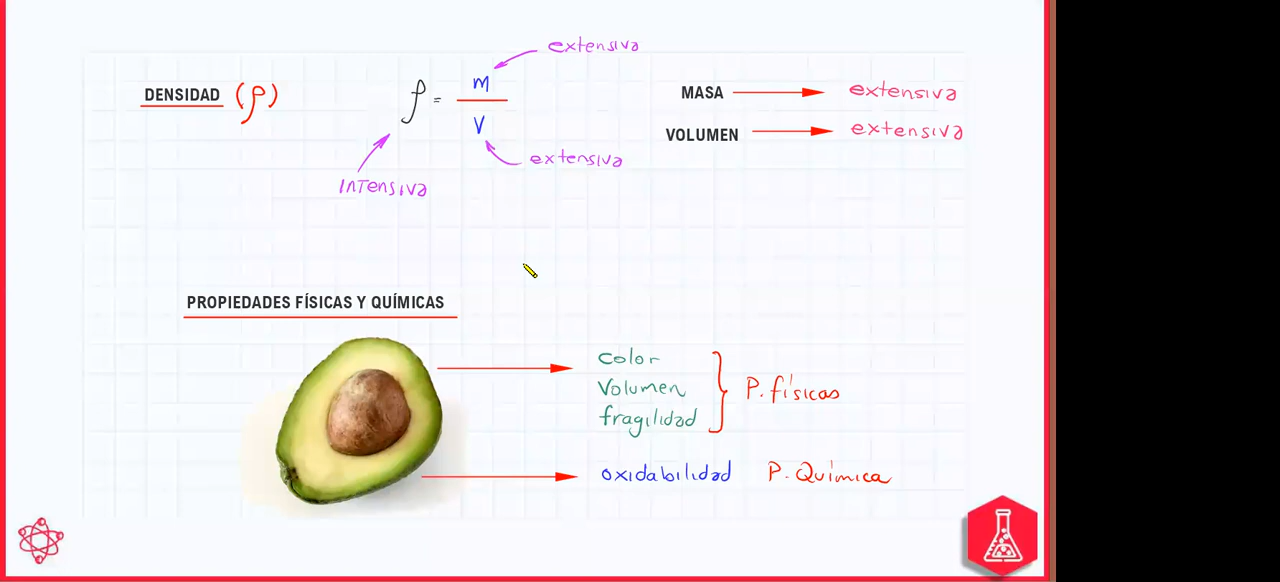 extensiva
DENSIDAD (ρ)
ρ = m / V
MASA → extensiva
VOLUMEN → extensiva
extensiva
Intensiva
PROPIEDADES FÍSICAS Y QUÍMICAS
color
Volumen
fragilidad
P. físicas
oxidabilidad P. Química